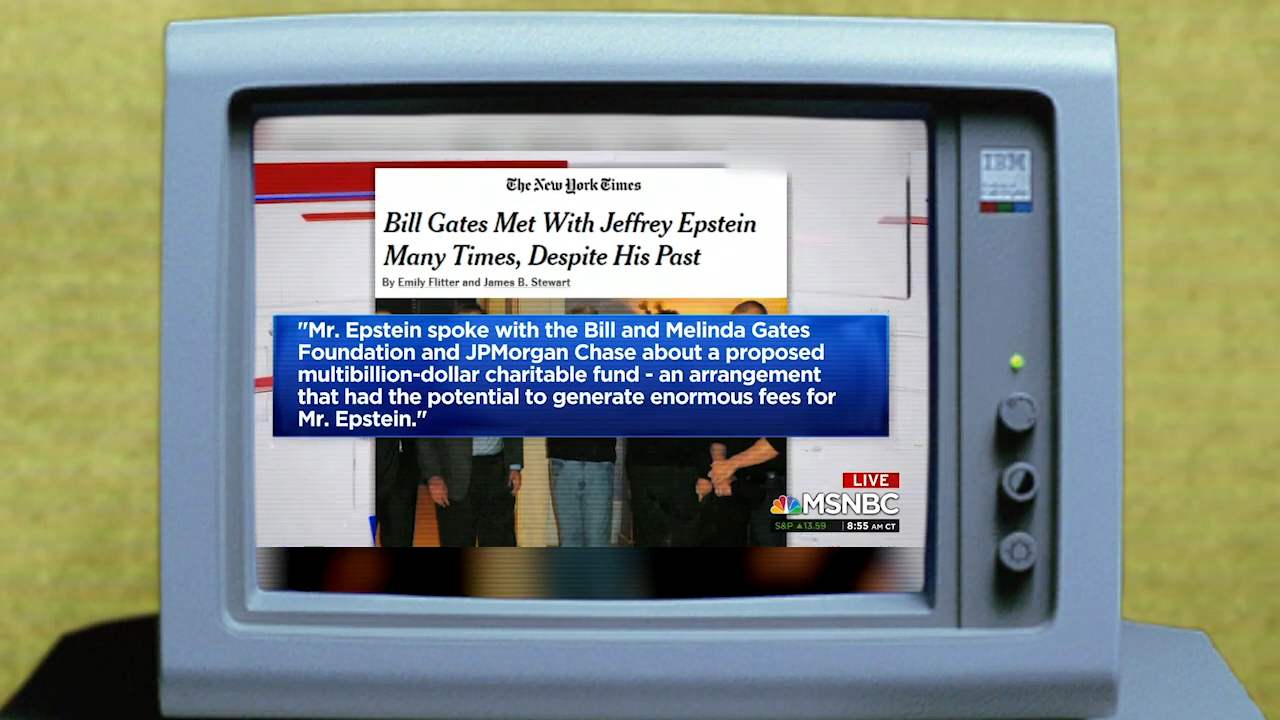 The New York Times
Bill Gates Met With Jeffrey Epstein
Many Times, Despite His Past
By Emily Flitter and James B. Stewart
"Mr. Epstein spoke with the Bill and Melinda Gates
Foundation and JPMorgan Chase about a proposed
multibillion-dollar charitable fund - an arrangement
that had the potential to generate enormous fees for
Mr. Epstein."
LIVE
MSNBC
S&P ▲13.59 8:55 AM CT
IBM